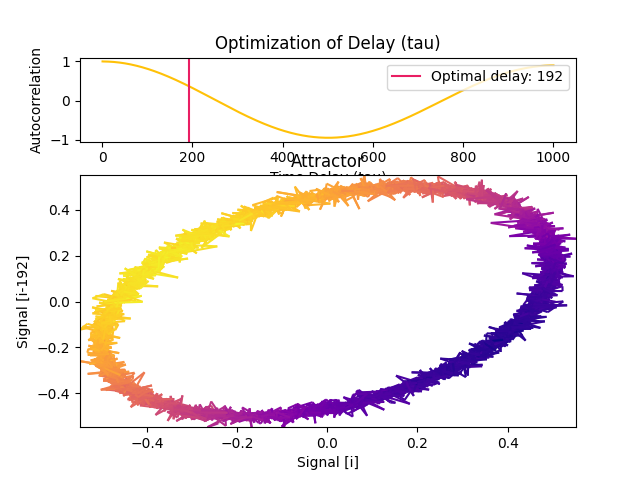 Optimization of Delay (tau)
Autocorrelation
1
0
−1
Optimal delay: 192
0 200 400 600 800 1000
Time Delay (tau)
Attractor
Signal [i-192]
0.4
0.2
0.0
−0.2
−0.4
−0.4 −0.2 0.0 0.2 0.4
Signal [i]